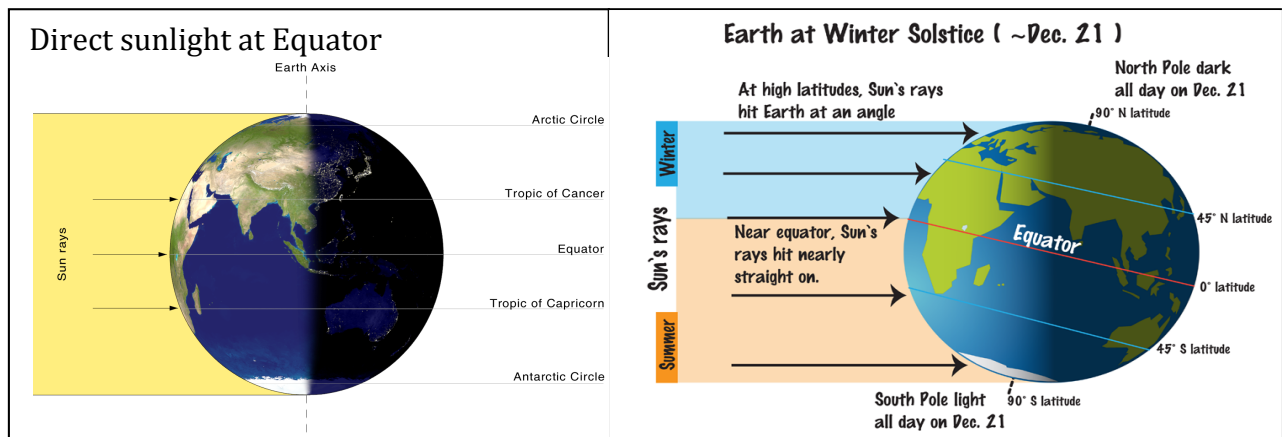 Direct sunlight at Equator
Earth Axis
Arctic Circle
Tropic of Cancer
Equator
Tropic of Capricorn
Antarctic Circle
Sun rays
Earth at Winter Solstice ( ~Dec. 21 )
North Pole dark
all day on Dec. 21
90° N latitude
At high latitudes, Sun`s rays
hit Earth at an angle
Winter
45° N latitude
Sun`s rays
Near equator, Sun`s
rays hit nearly
straight on.
Equator
0° latitude
Summer
45° S latitude
South Pole light
all day on Dec. 21
90° S latitude